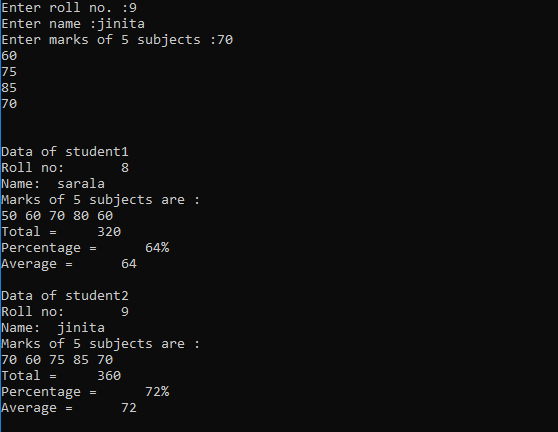 Enter roll no. :9
Enter name :jinita
Enter marks of 5 subjects :70
60
75
85
70
Data of student1
Roll no:       8
Name:  sarala
Marks of 5 subjects are :
50 60 70 80 60
Total =     320
Percentage =      64%
Average =      64
Data of student2
Roll no:       9
Name:  jinita
Marks of 5 subjects are :
70 60 75 85 70
Total =     360
Percentage =      72%
Average =      72